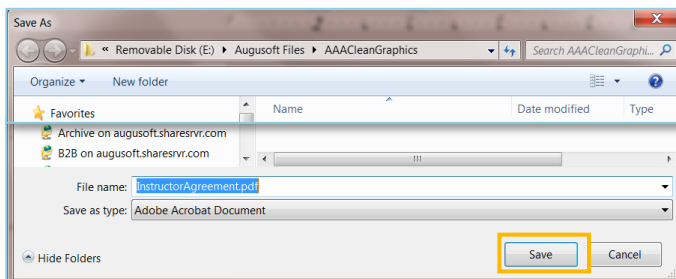 Save As
« Removable Disk (E:) ▸ Augusoft Files ▸ AAACleanGraphics Search AAACleanGraphi...
Organize New folder
Favorites Name Date modified Type
Archive on augusoft.sharesrvr.com
B2B on augusoft.sharesrvr.com
File name: InstructorAgreement.pdf
Save as type: Adobe Acrobat Document
Hide Folders Save Cancel